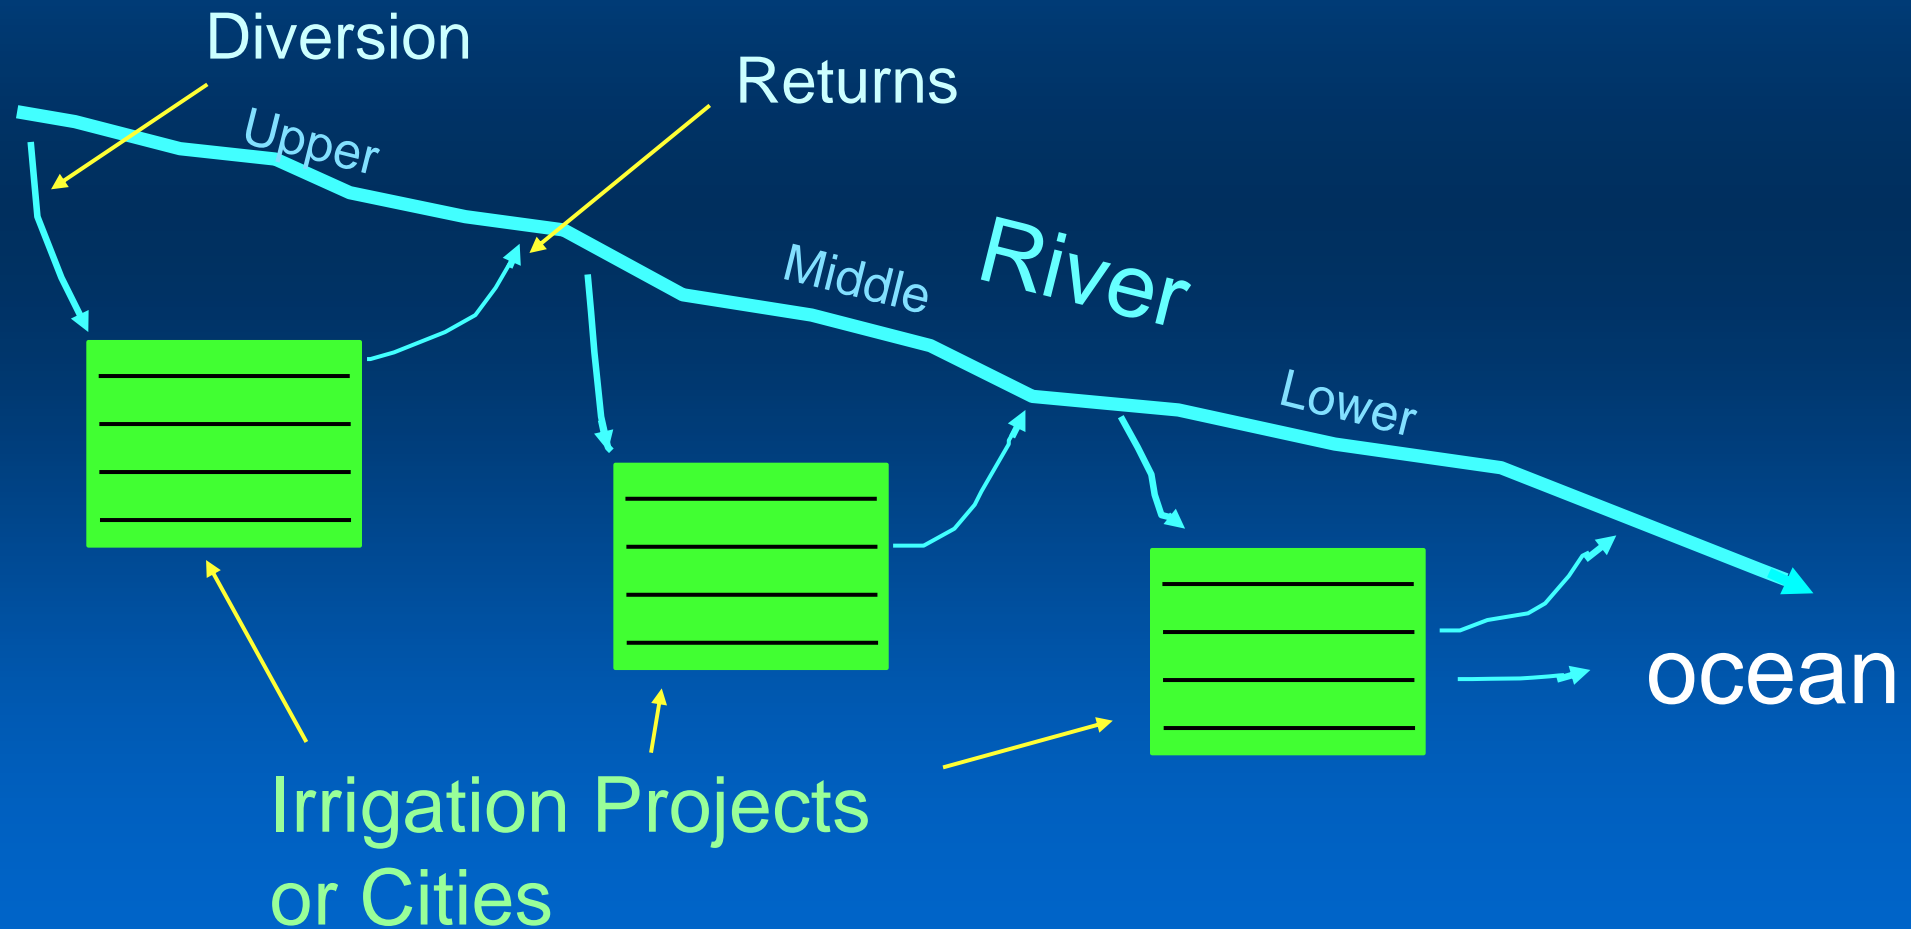 Diversion
Returns
Upper
River
Middle
Lower
ocean
Irrigation Projects
or Cities